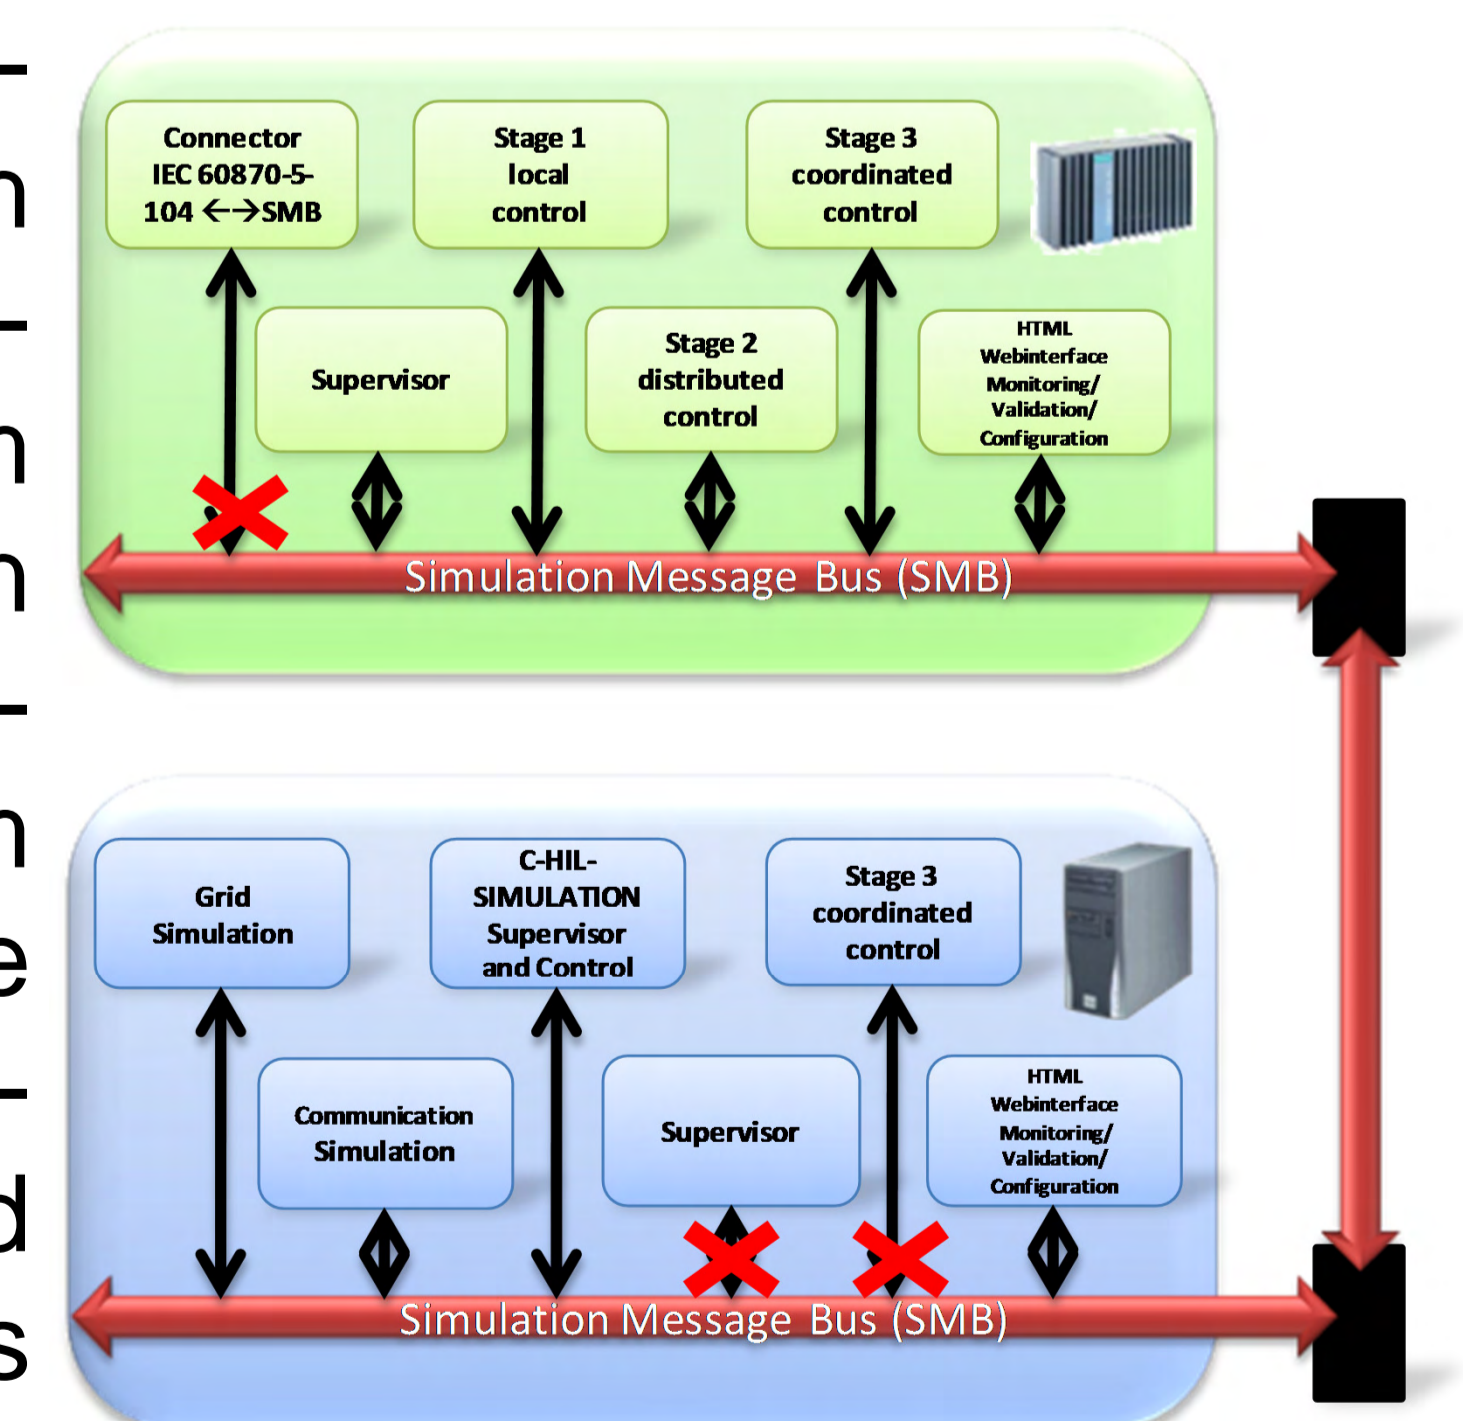 Connector
IEC 60870-5-
104 ←→SMB
Stage 1
local
control
Stage 3
coordinated
control
Supervisor
Stage 2
distributed
control
HTML
Webinterface
Monitoring/
Validation/
Configuration
Simulation Message Bus (SMB)
Grid
Simulation
C-HIL-
SIMULATION
Supervisor
and Control
Stage 3
coordinated
control
Communication
Simulation
Supervisor
HTML
Webinterface
Monitoring/
Validation/
Configuration
Simulation Message Bus (SMB)